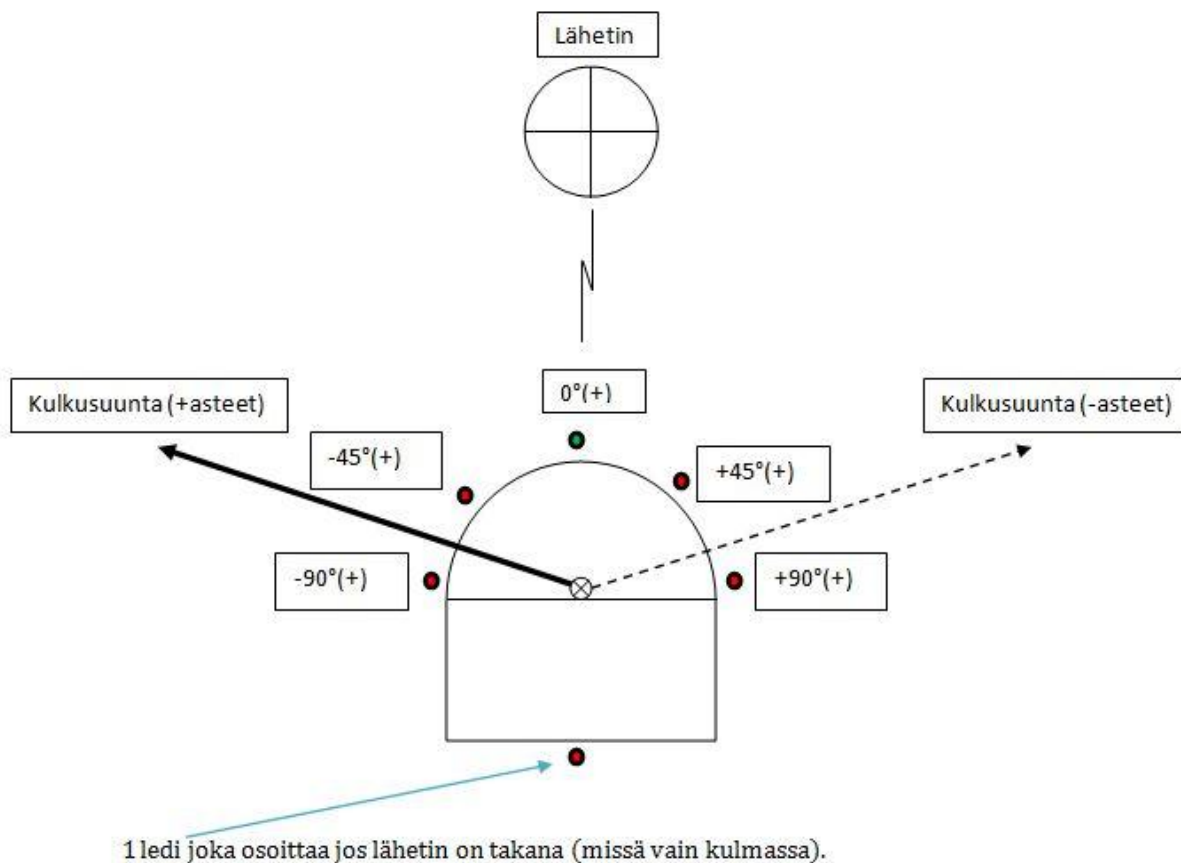 Lähetin
0°(+)
Kulkusuunta (+asteet)
Kulkusuunta (-asteet)
-45°(+)
+45°(+)
-90°(+)
+90°(+)
1 ledi joka osoittaa jos lähetin on takana (missä vain kulmassa).